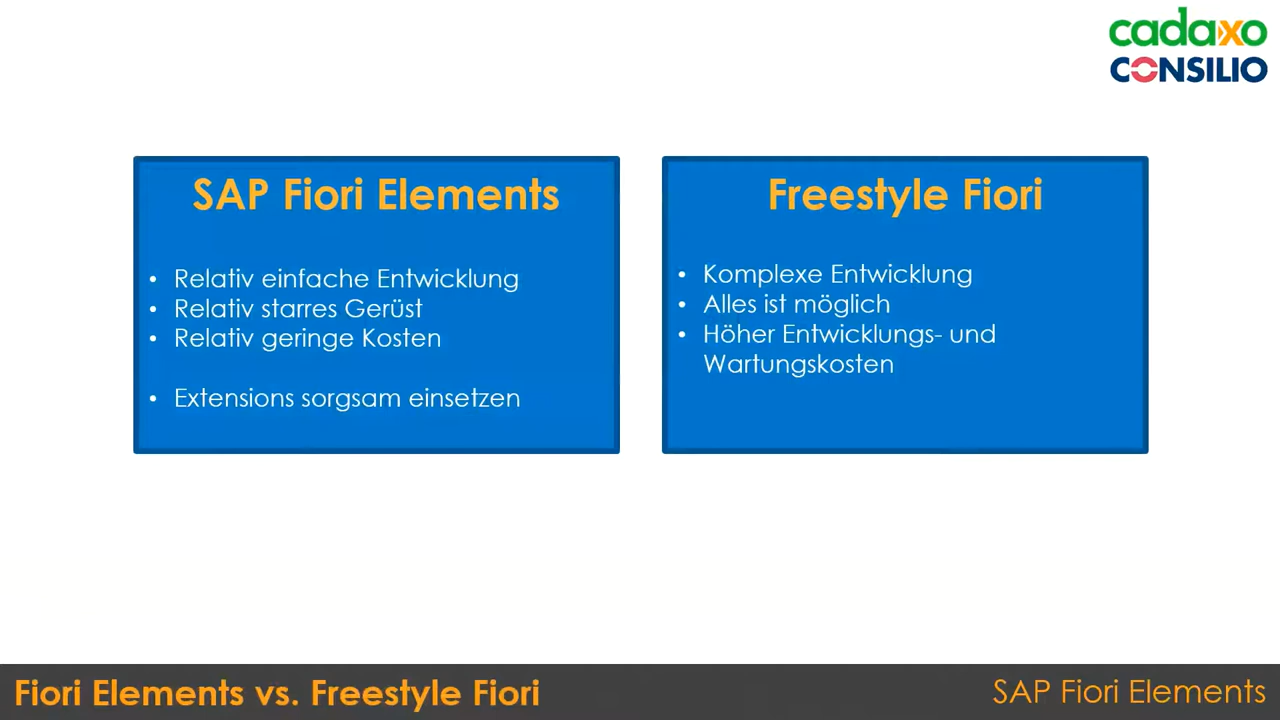 cadaxo
CONSILIO
SAP Fiori Elements
• Relativ einfache Entwicklung
• Relativ starres Gerüst
• Relativ geringe Kosten
• Extensions sorgsam einsetzen
Freestyle Fiori
• Komplexe Entwicklung
• Alles ist möglich
• Höher Entwicklungs- und
Wartungskosten
Fiori Elements vs. Freestyle Fiori
SAP Fiori Elements